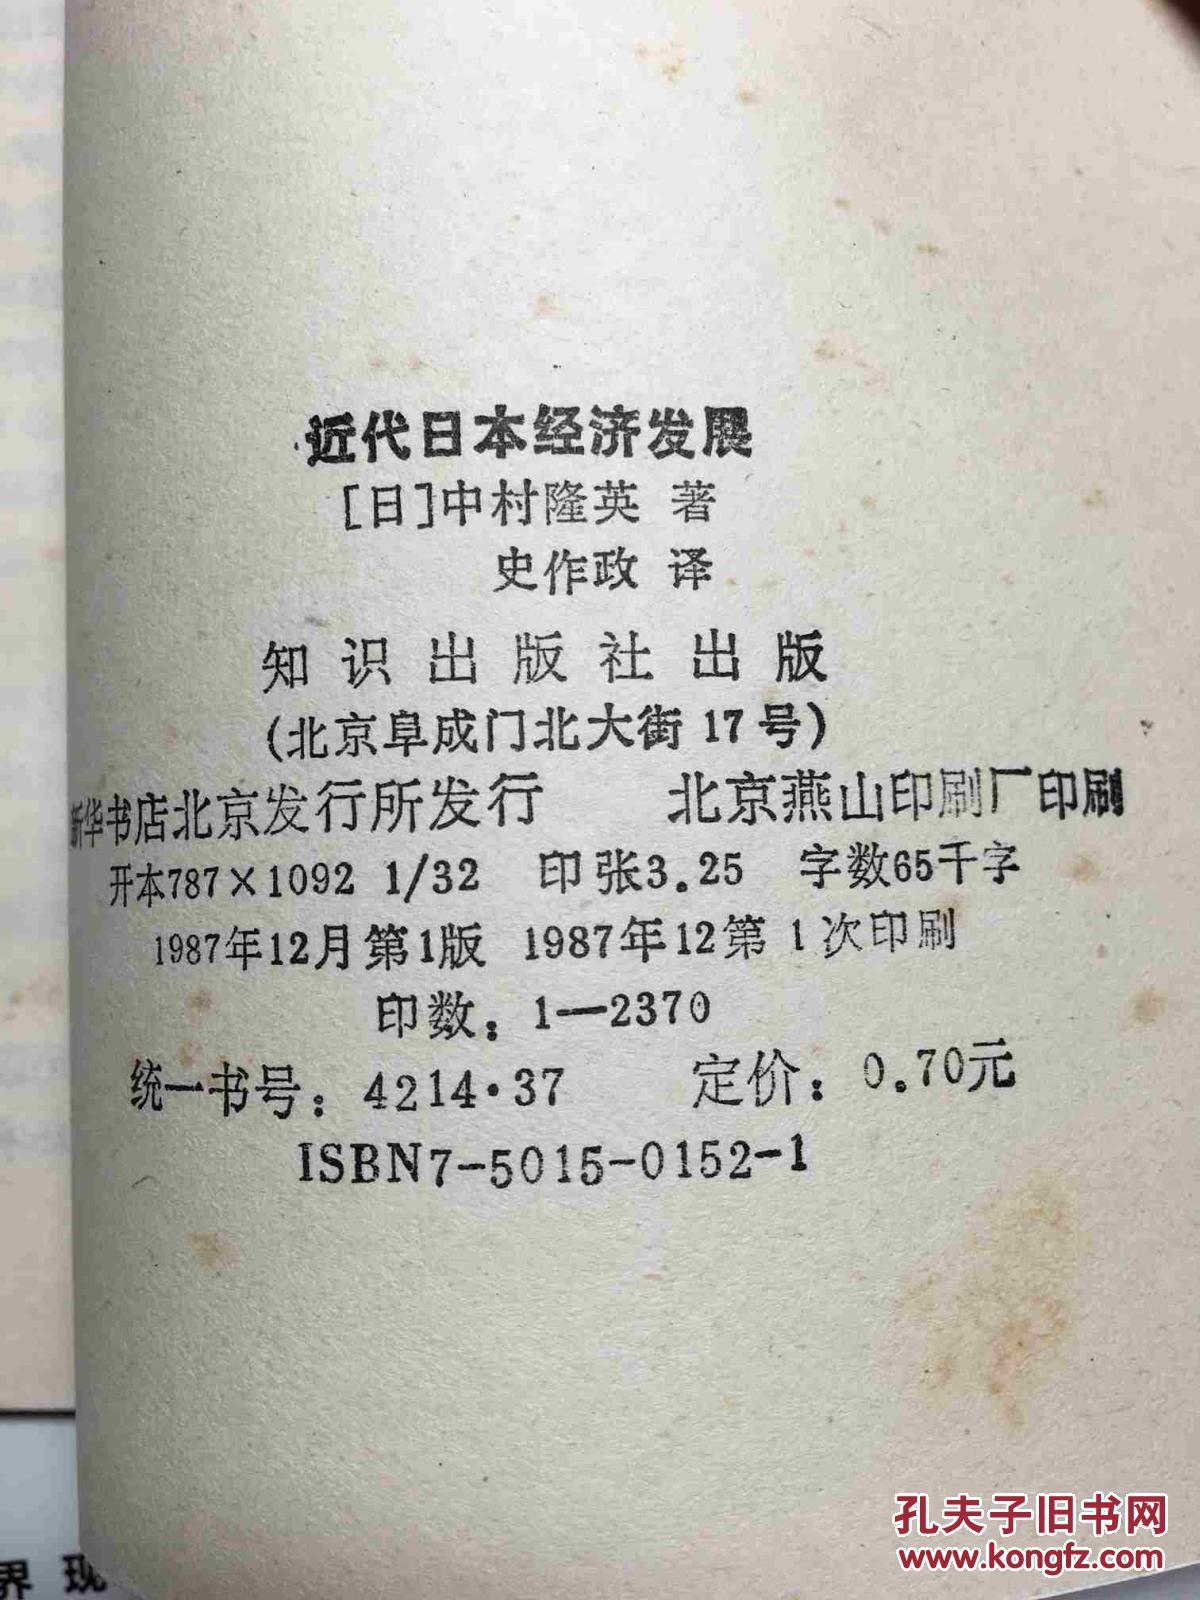 近代日本经济发展
[日]中村隆英 著
史作政 译
知识出版社出版
(北京阜成门北大街17号)
新华书店北京发行所发行 北京燕山印刷厂印刷
开本787×1092 1/32 印张3.25 字数65千字
1987年12月第1版 1987年12第1次印刷
印数：1—2370
统一书号：4214·37 定价：0.70元
ISBN7-5015-0152-1
界 现
孔夫子旧书网
www.kongfz.com